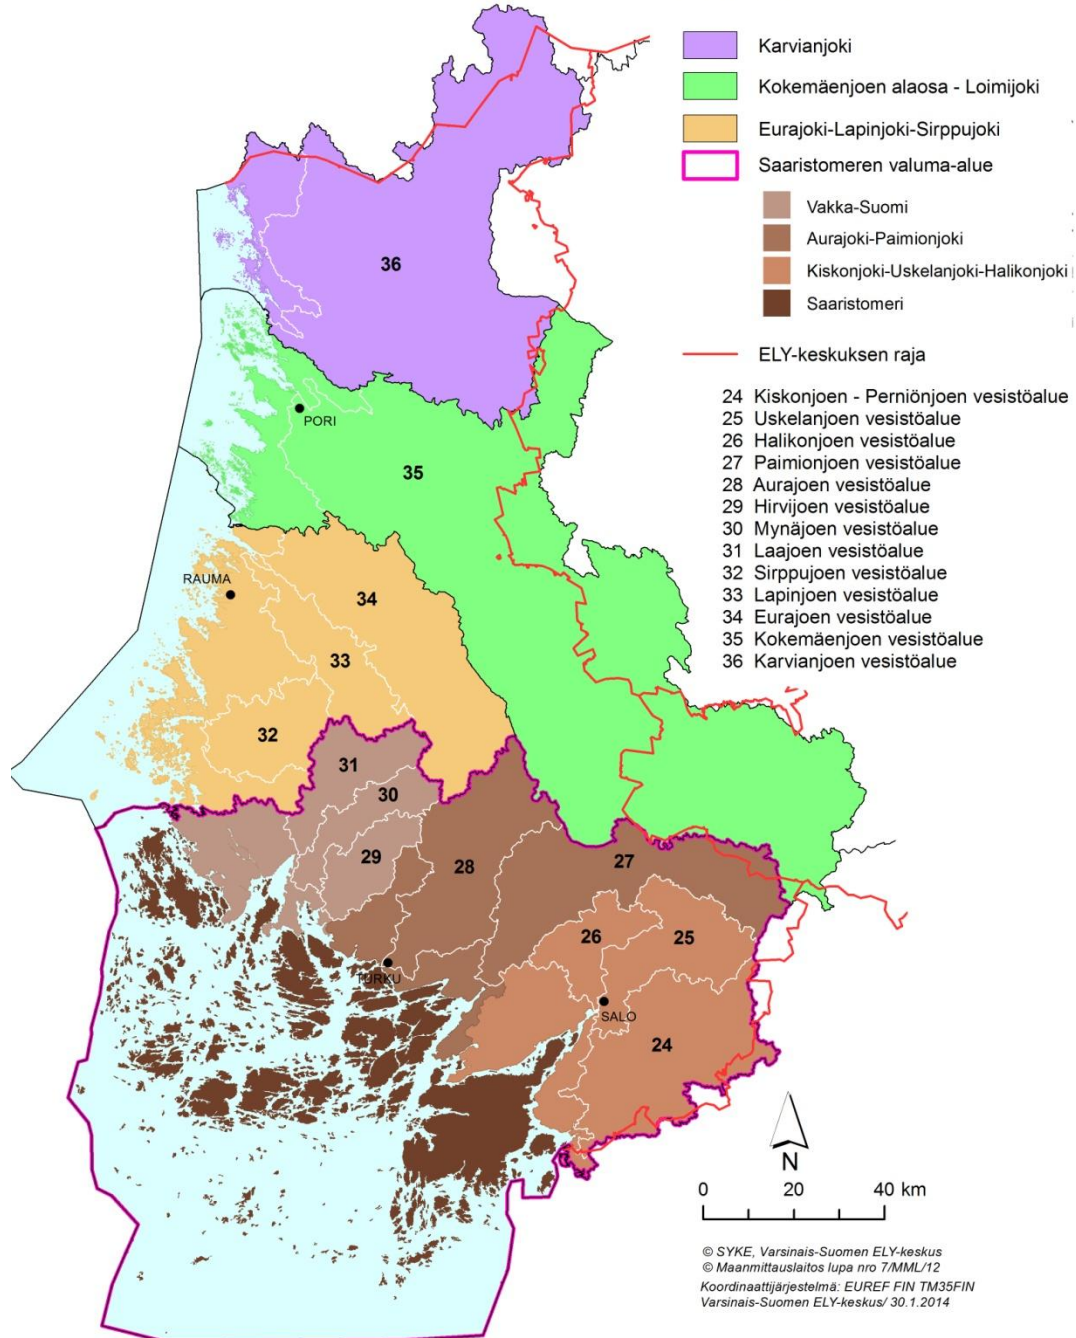 Karvianjoki
Kokemäenjoen alaosa - Loimijoki
Eurajoki-Lapinjoki-Sirppujoki
Saaristomeren valuma-alue
Vakka-Suomi
Aurajoki-Paimionjoki
Kiskonjoki-Uskelanjoki-Halikonjoki
Saaristomeri
ELY-keskuksen raja
24 Kiskonjoen - Perniönjoen vesistöalue
25 Uskelanjoen vesistöalue
26 Halikonjoen vesistöalue
27 Paimionjoen vesistöalue
28 Aurajoen vesistöalue
29 Hirvijoen vesistöalue
30 Mynäjoen vesistöalue
31 Laajoen vesistöalue
32 Sirppujoen vesistöalue
33 Lapinjoen vesistöalue
34 Eurajoen vesistöalue
35 Kokemäenjoen vesistöalue
36 Karvianjoen vesistöalue
36
PORI
35
RAUMA
34
33
32
31
30
29
28
27
26
25
TURKU
SALO
24
N
0 20 40 km
© SYKE, Varsinais-Suomen ELY-keskus
© Maanmittauslaitos lupa nro 7/MML/12
Koordinaattijärjestelmä: EUREF FIN TM35FIN
Varsinais-Suomen ELY-keskus/ 30.1.2014